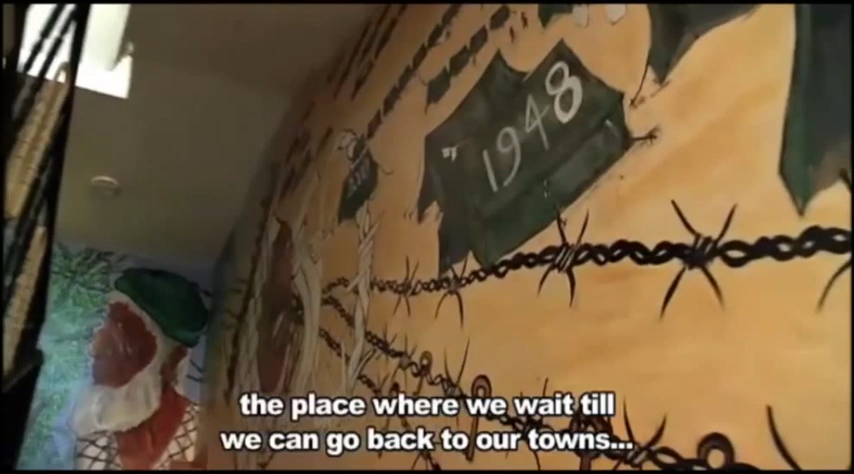 1948
the place where we wait till
we can go back to our towns...